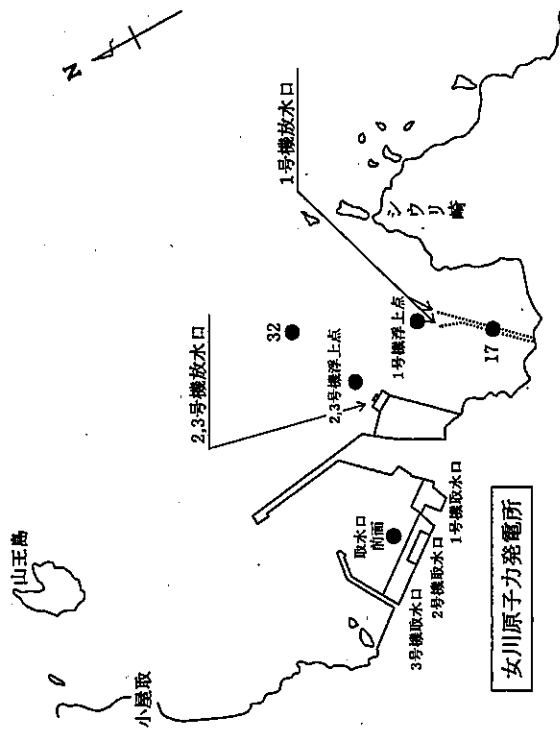 N
山王島
小屋取
2,3号機放水口
1号機放水口
32
2,3号機浮上点
1号機浮上点
17
シウリ崎
取水口
前面
3号機取水口
2号機取水口
1号機取水口
女川原子力発電所